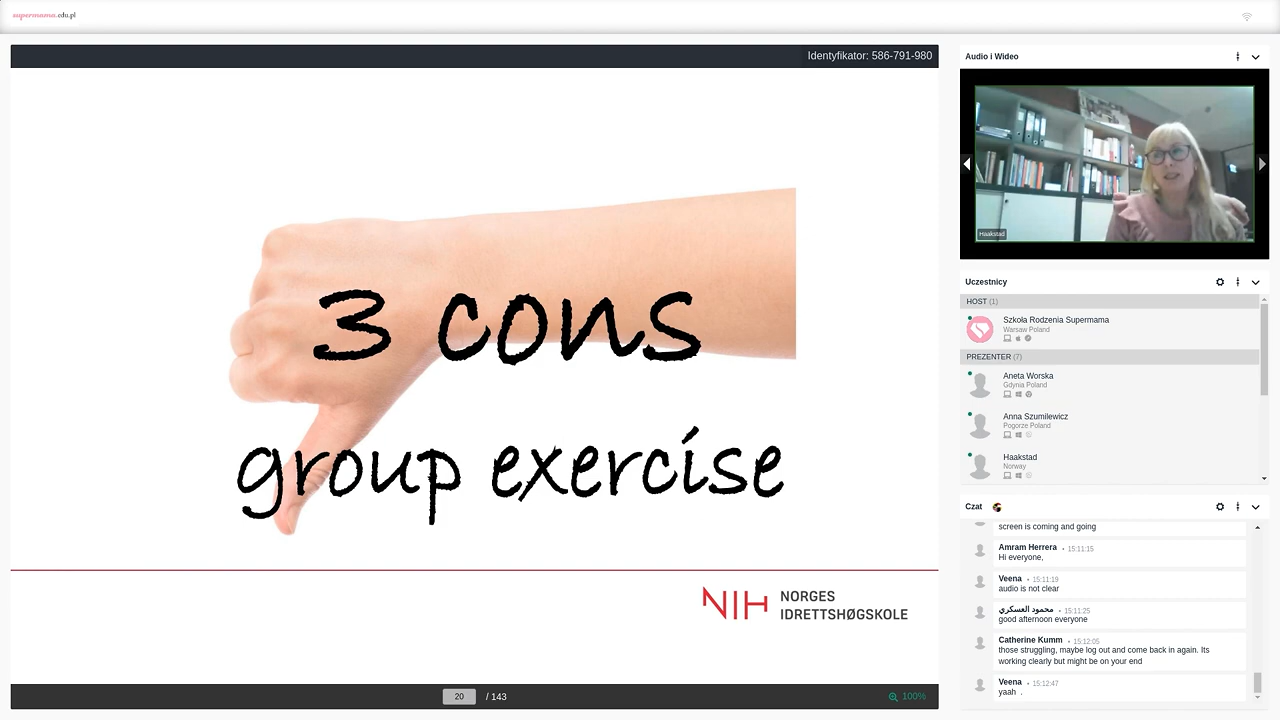 supermama.edu.pl
Identyfikator: 586-791-980
3 cons
group exercise
NIH NORGES
IDRETTSHØGSKOLE
20 / 143
100%
Audio i Wideo
Haakstad
Uczestnicy
HOST (1)
Szkoła Rodzenia Supermama
Warsaw Poland
PREZENTER (7)
Aneta Worska
Gdynia Poland
Anna Szumilewicz
Pogorze Poland
Haakstad
Norway
Czat
screen is coming and going
Amram Herrera • 15:11:15
Hi everyone,
Veena • 15:11:19
audio is not clear
محمود العسكري • 15:11:25
good afternoon everyone
Catherine Kumm • 15:12:05
those struggling, maybe log out and come back in again. Its
working clearly but might be on your end
Veena • 15:12:47
yaah .